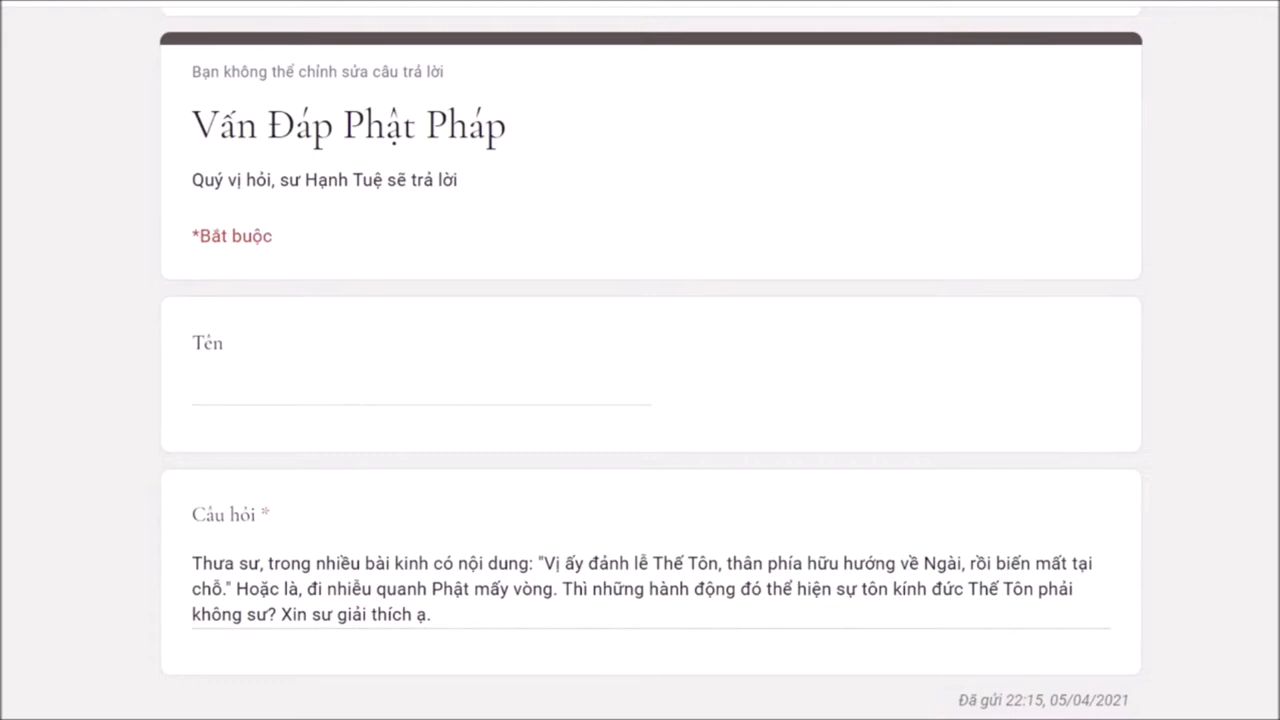 Bạn không thể chỉnh sửa câu trả lời
Vấn Đáp Phật Pháp
Quý vị hỏi, sư Hạnh Tuệ sẽ trả lời
*Bắt buộc
Tên
Câu hỏi *
Thưa sư, trong nhiều bài kinh có nội dung: "Vị ấy đảnh lễ Thế Tôn, thân phía hữu hướng về Ngài, rồi biến mất tại
chỗ." Hoặc là, đi nhiễu quanh Phật mấy vòng. Thì những hành động đó thể hiện sự tôn kính đức Thế Tôn phải
không sư? Xin sư giải thích ạ.
Đã gửi 22:15, 05/04/2021